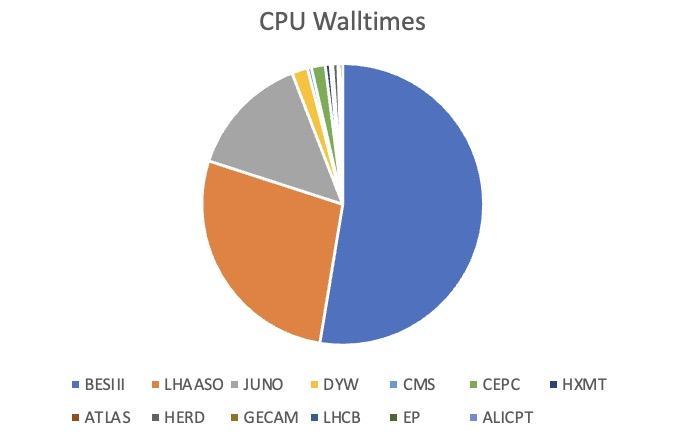 CPU Walltimes
BESIII LHAASO JUNO DYW CMS CEPC HXMT
ATLAS HERD GECAM LHCB EP ALICPT